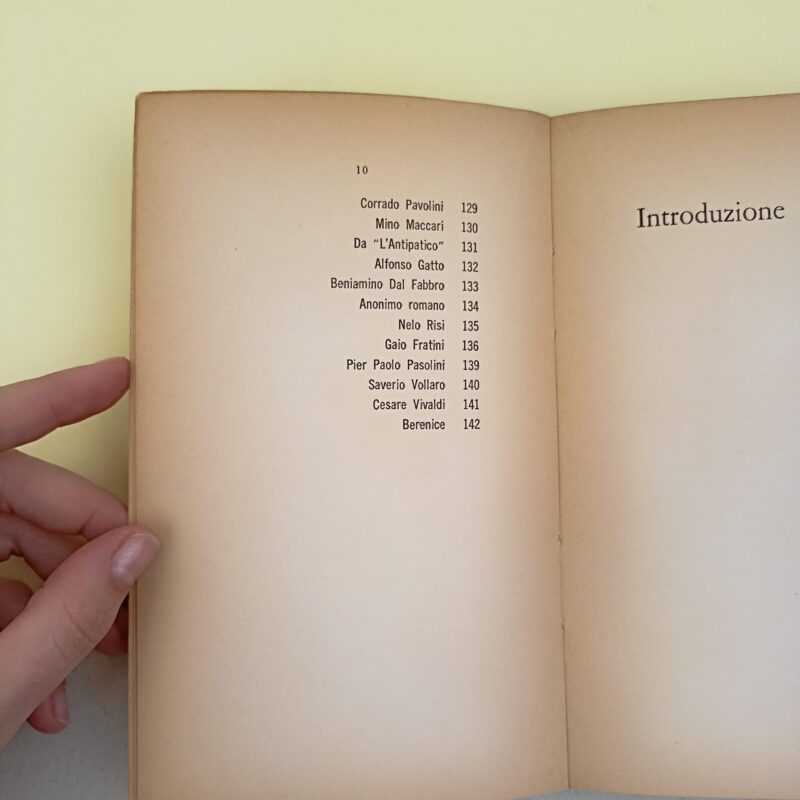 10
Corrado Pavolini 129
Mino Maccari 130
Da "L'Antipatico" 131
Alfonso Gatto 132
Beniamino Dal Fabbro 133
Anonimo romano 134
Nelo Risi 135
Gaio Fratini 136
Pier Paolo Pasolini 139
Saverio Vollaro 140
Cesare Vivaldi 141
Berenice 142
Introduzione